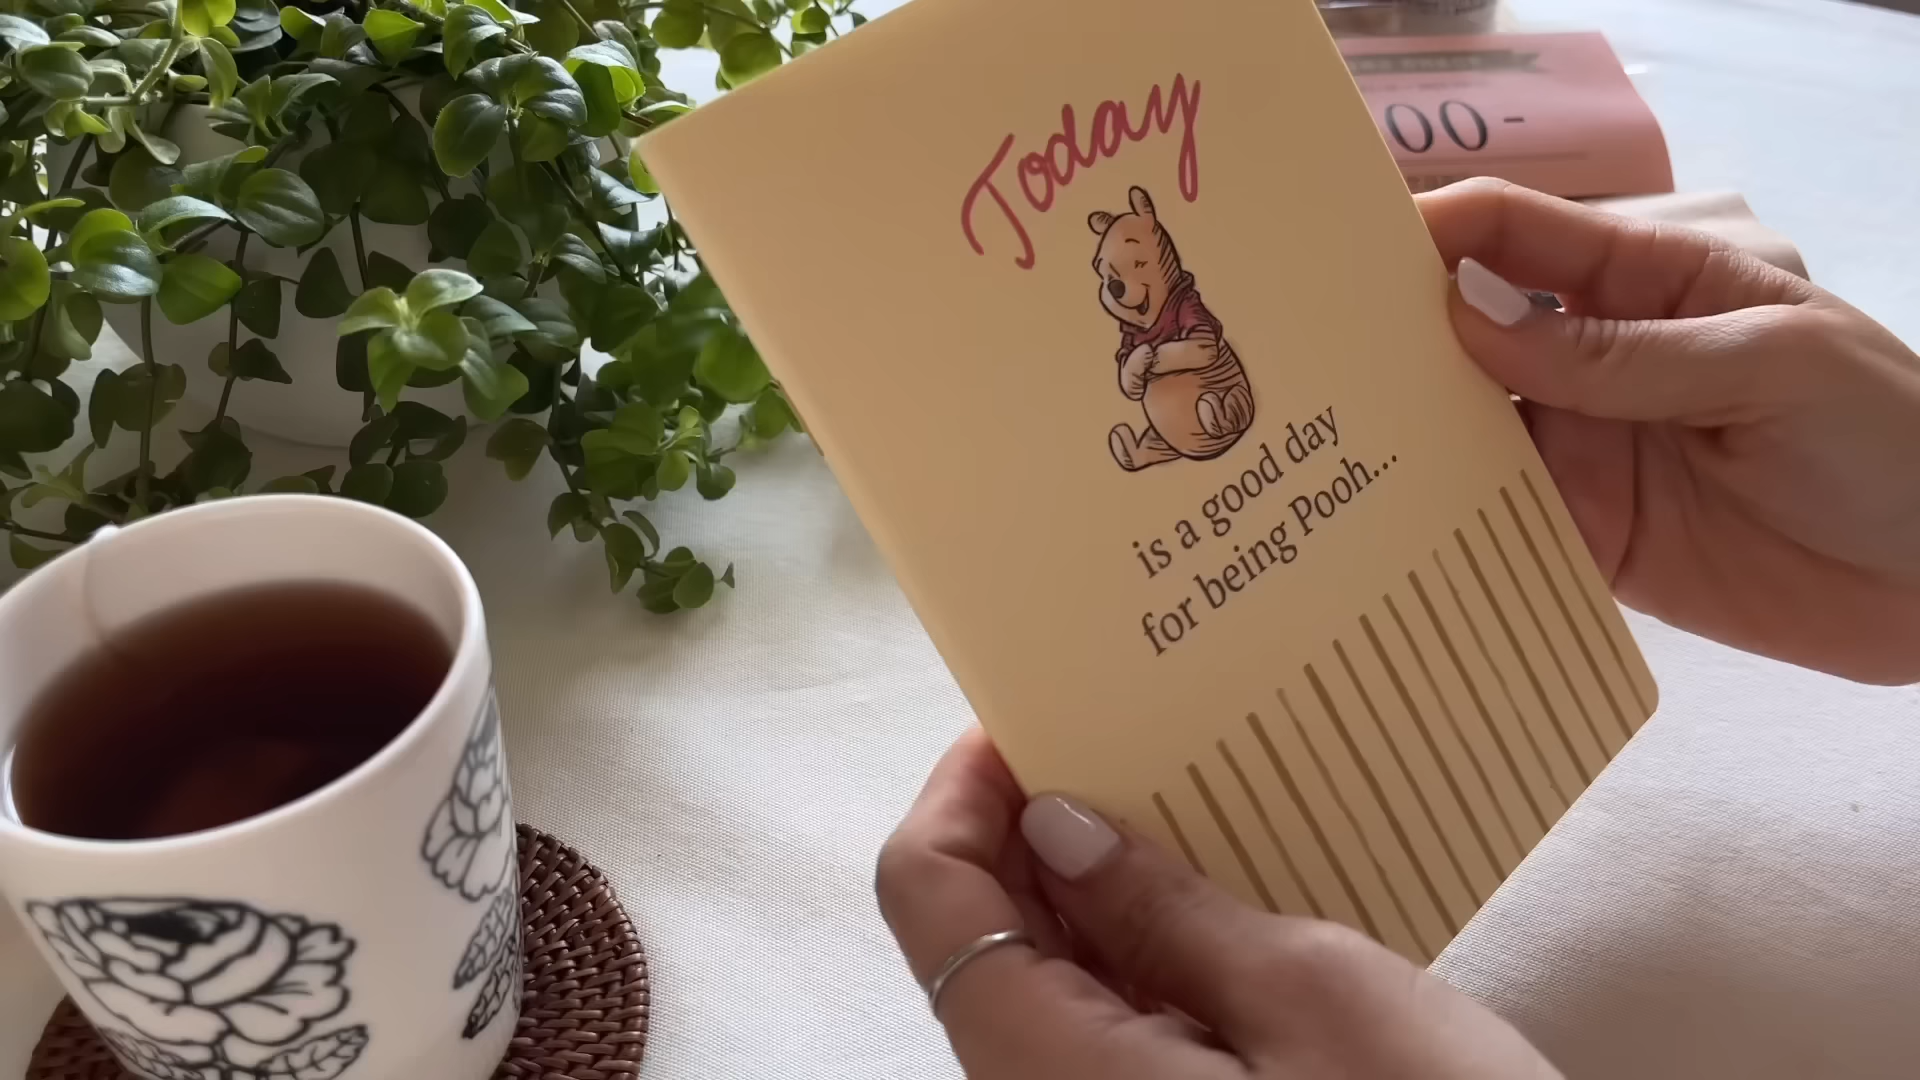 Today
is a good day
for being Pooh...
00-